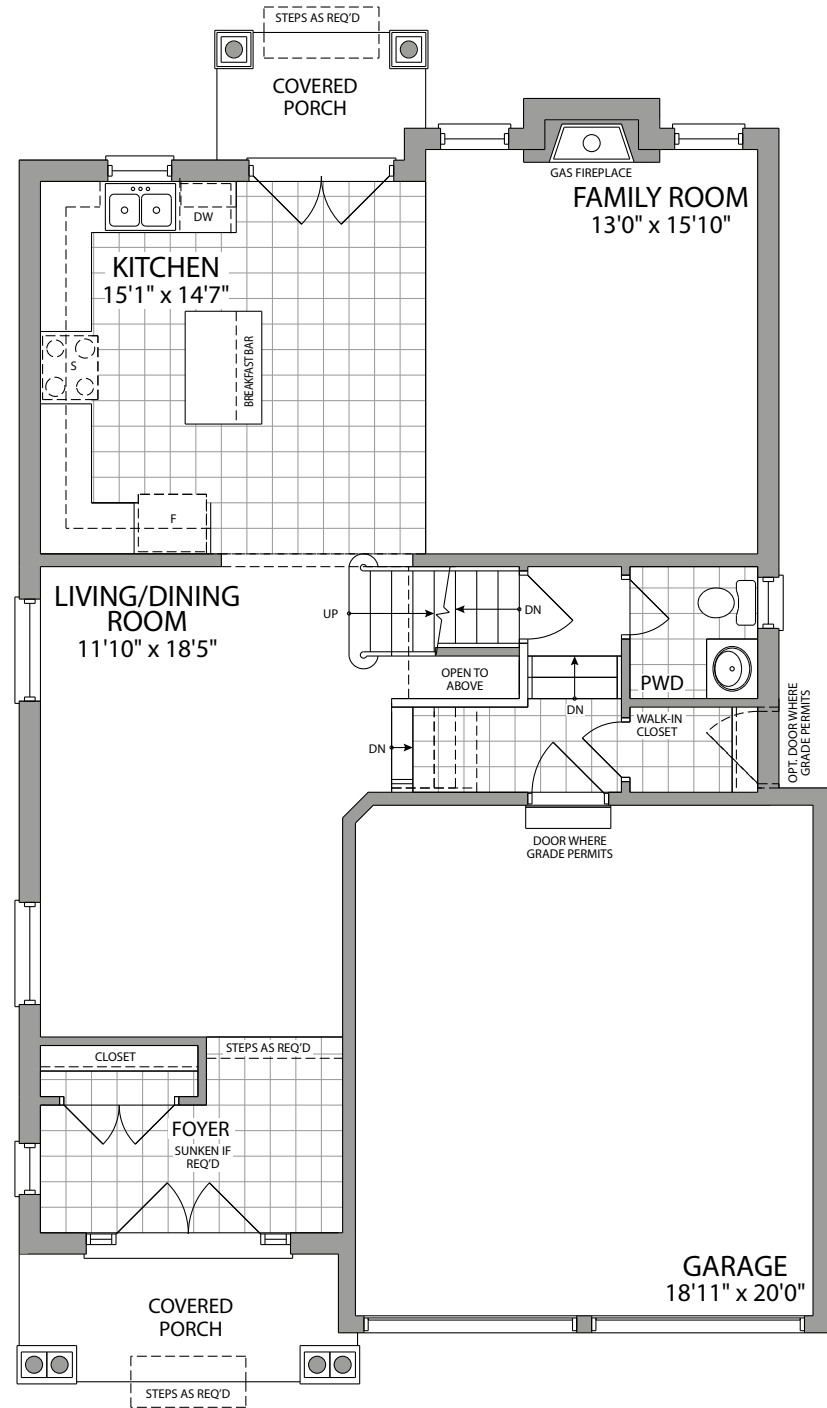 STEPS AS REQ'D
COVERED
PORCH
GAS FIREPLACE
FAMILY ROOM
13'0" x 15'10"
DW
KITCHEN
15'1" x 14'7"
S
BREAKFAST BAR
F
LIVING/DINING
ROOM
11'10" x 18'5"
UP
DN
OPEN TO
ABOVE
PWD
DN
WALK-IN
CLOSET
DN
OPT. DOOR WHERE
GRADE PERMITS
DOOR WHERE
GRADE PERMITS
CLOSET
STEPS AS REQ'D
FOYER
SUNKEN IF
REQ'D
GARAGE
18'11" x 20'0"
COVERED
PORCH
STEPS AS REQ'D